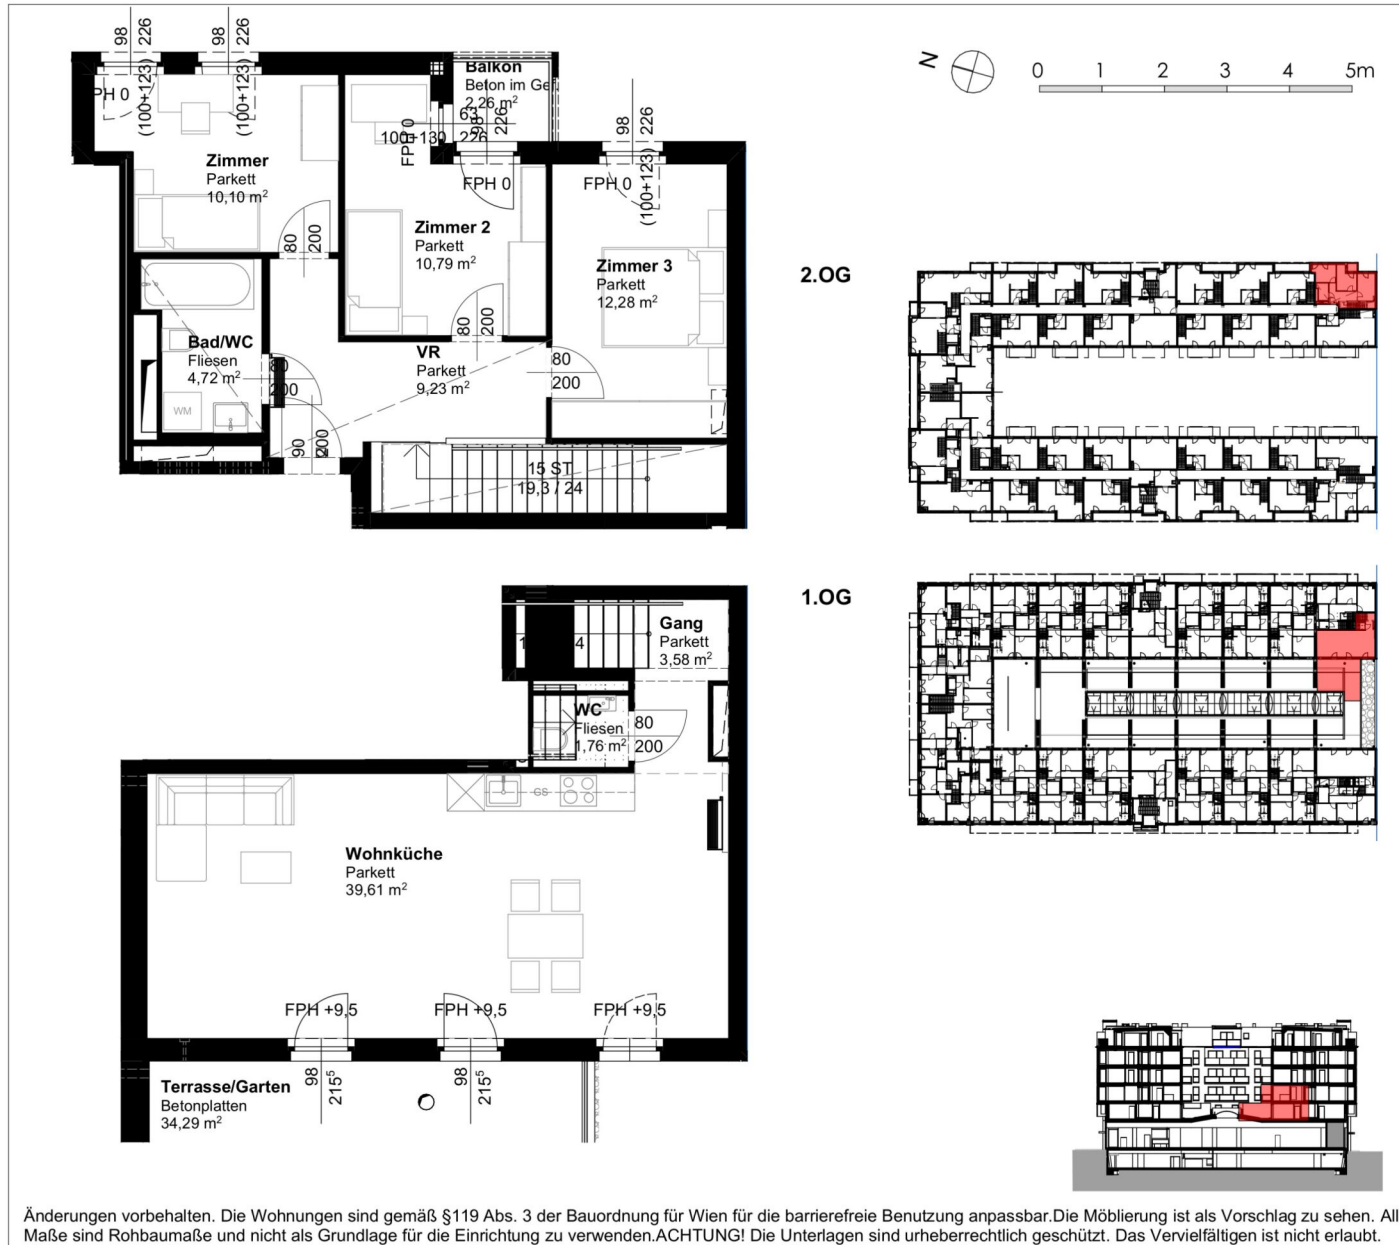 98 226
98 226
PH 0
(100+123)
(100+123)
Zimmer
Parkett
10,10 m²
80 200
Balkon
Beton im Gef.
2,26 m²
63
100+130 226
98 226
FPH 0
FPH 0
Zimmer 2
Parkett
10,79 m²
80 200
98 226
FPH 0
(100+123)
Zimmer 3
Parkett
12,28 m²
80
200
Bad/WC
Fliesen
4,72 m²
WM
80
200
90 200
VR
Parkett
9,23 m²
15 ST
19,3 / 24
N
0 1 2 3 4 5m
2.OG
1.OG
Gang
Parkett
3,58 m²
1 4
WC
Fliesen
1,76 m²
80
200
GS
Wohnküche
Parkett
39,61 m²
FPH +9,5
FPH +9,5
FPH +9,5
98 215⁵
98 215⁵
Terrasse/Garten
Betonplatten
34,29 m²
Änderungen vorbehalten. Die Wohnungen sind gemäß §119 Abs. 3 der Bauordnung für Wien für die barrierefreie Benutzung anpassbar.Die Möblierung ist als Vorschlag zu sehen. All
Maße sind Rohbaumaße und nicht als Grundlage für die Einrichtung zu verwenden.ACHTUNG! Die Unterlagen sind urheberrechtlich geschützt. Das Vervielfältigen ist nicht erlaubt.